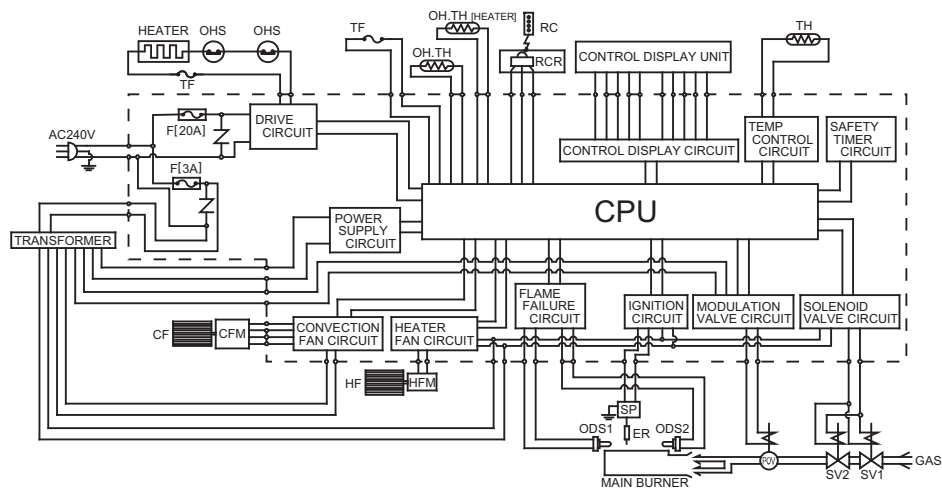 HEATER
OHS
OHS
TF
TF
OH.TH [HEATER]
OH.TH
RC
RCR
CONTROL DISPLAY UNIT
TH
AC240V
F[20A]
F[3A]
DRIVE
CIRCUIT
CONTROL DISPLAY CIRCUIT
TEMP
CONTROL
CIRCUIT
SAFETY
TIMER
CIRCUIT
CPU
TRANSFORMER
POWER
SUPPLY
CIRCUIT
FLAME
FAILURE
CIRCUIT
IGNITION
CIRCUIT
MODULATION
VALVE CIRCUIT
SOLENOID
VALVE CIRCUIT
CF
CFM
CONVECTION
FAN CIRCUIT
HEATER
FAN CIRCUIT
HF
HFM
SP
ODS1
ER
ODS2
MAIN BURNER
POV
SV2
SV1
GAS